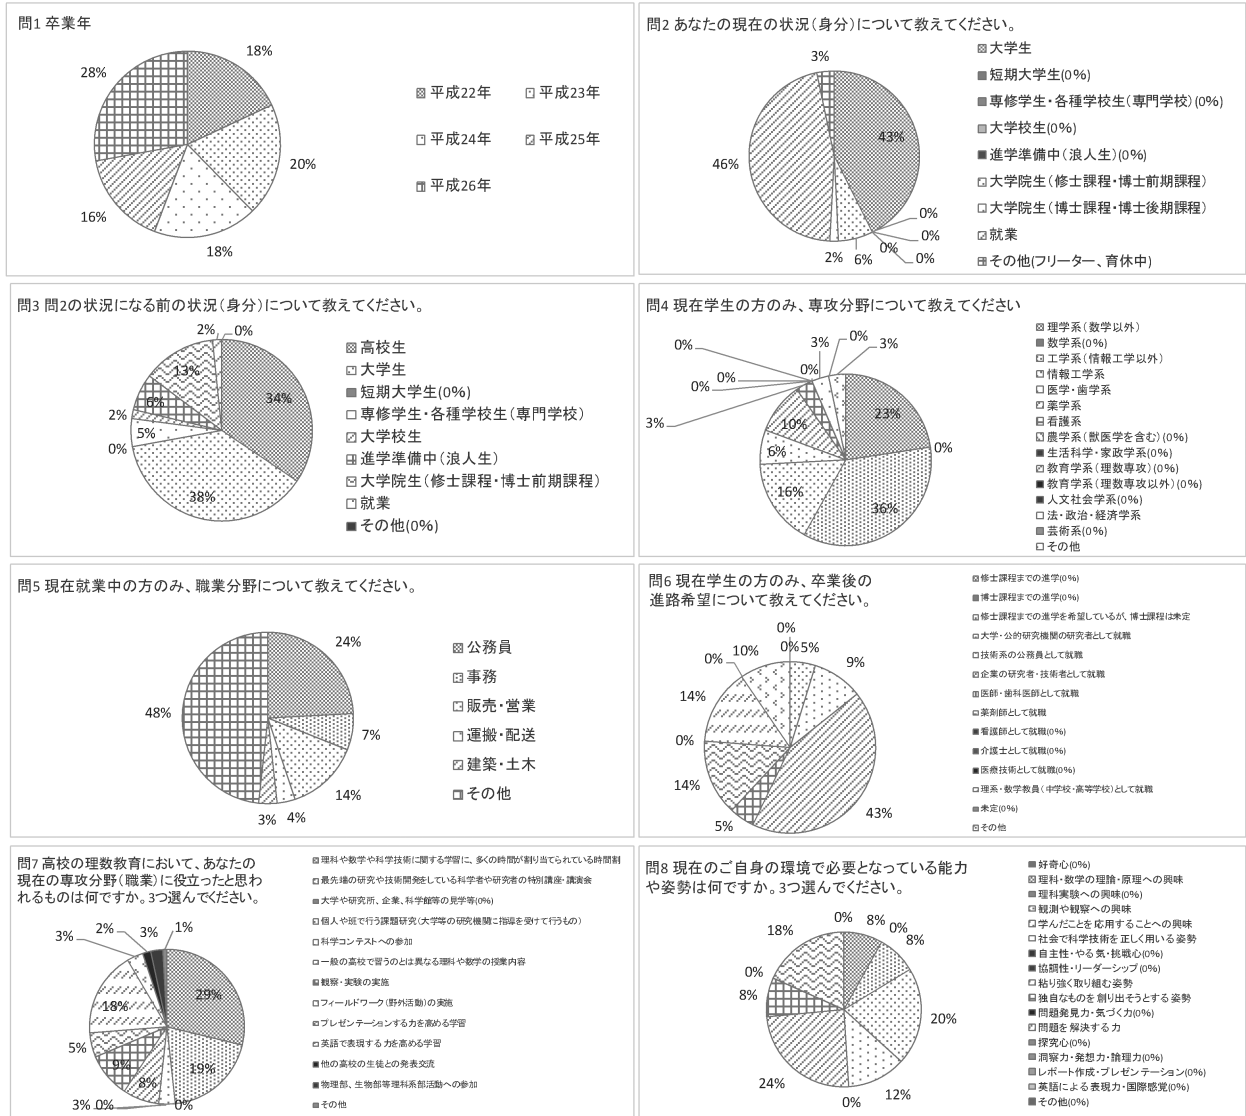 問1 卒業年
18%
20%
18%
16%
28%
平成22年
平成23年
平成24年
平成25年
平成26年
問2 あなたの現在の状況(身分)について教えてください。
3%
43%
46%
0%
0%
0%
0%
6%
2%
大学生
短期大学生(0%)
専修学生・各種学校生(専門学校)(0%)
大学校生(0%)
進学準備中(浪人生)(0%)
大学院生(修士課程・博士前期課程)
大学院生(博士課程・博士後期課程)
就業
その他(フリーター、育休中)
問3 問2の状況になる前の状況(身分)について教えてください。
2%
0%
13%
34%
6%
2%
5%
0%
38%
高校生
大学生
短期大学生(0%)
専修学生・各種学校生(専門学校)
大学校生
進学準備中(浪人生)
大学院生(修士課程・博士前期課程)
就業
その他(0%)
問4 現在学生の方のみ、専攻分野について教えてください
0%
3%
0%
3%
0%
0%
0%
3%
23%
10%
0%
6%
16%
36%
理学系(数学以外)
数学系(0%)
工学系(情報工学以外)
情報工学系
医学・歯学系
薬学系
看護系
農学系(獣医学を含む)(0%)
生活科学・家政学系(0%)
教育学系(理数専攻)(0%)
教育学系(理数専攻以外)(0%)
人文社会学系(0%)
法・政治・経済学系
芸術系(0%)
その他
問5 現在就業中の方のみ、職業分野について教えてください。
24%
48%
7%
14%
4%
3%
公務員
事務
販売・営業
運搬・配送
建築・土木
その他
問6 現在学生の方のみ、卒業後の
進路希望について教えてください。
0%
0%
5%
10%
0%
9%
14%
0%
14%
5%
43%
修士課程までの進学(0%)
博士課程までの進学(0%)
修士課程までの進学を希望しているが、博士課程は未定
大学・公的研究機関の研究者として就職
技術系の公務員として就職
企業の研究者・技術者として就職
医師・歯科医師として就職
薬剤師として就職
看護師として就職(0%)
介護士として就職(0%)
医療技術として就職(0%)
理系・数学教員(中学校・高等学校)として就職
未定(0%)
その他
問7 高校の理数教育において、あなたの
現在の専攻分野(職業)に役立ったと思わ
れるものは何ですか。3つ選んでください。
3%
2%
3%
1%
29%
18%
5%
9%
8%
19%
3%
0%
0%
理科や数学や科学技術に関する学習に、多くの時間が割り当てられている時間割
最先端の研究や技術開発をしている科学者や研究者の特別講座・講演会
大学や研究所、企業、科学館等の見学等(0%)
個人や班で行う課題研究(大学等の研究機関に指導を受けて行うもの)
科学コンテストへの参加
一般の高校で習うのとは異なる理科や数学の授業内容
観察・実験の実施
フィールドワーク(野外活動)の実施
プレゼンテーションする力を高める学習
英語で表現する力を高める学習
他の高校の生徒との発表交流
物理部、生物部等理科系部活動への参加
その他
問8 現在のご自身の環境で必要となっている能力
や姿勢は何ですか。3つ選んでください。
0%
8%
0%
8%
18%
0%
8%
20%
24%
12%
0%
好奇心(0%)
理科・数学の理論・原理への興味
理科実験への興味(0%)
観測や観察への興味
学んだことを応用することへの興味
社会で科学技術を正しく用いる姿勢
自主性・やる気・挑戦心(0%)
協調性・リーダーシップ(0%)
粘り強く取り組む姿勢
独自なものを創り出そうとする姿勢
問題発見力・気づく力(0%)
問題を解決する力
探究心(0%)
洞察力・発想力・論理力(0%)
レポート作成・プレゼンテーション(0%)
英語による表現力・国際感覚(0%)
その他(0%)